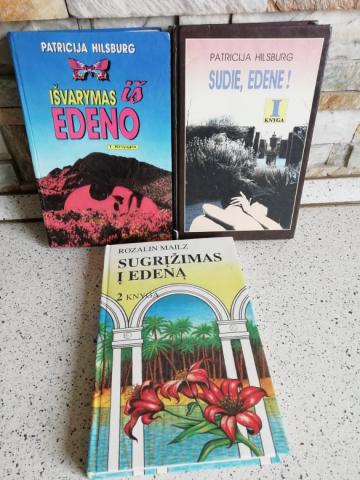 PATRICIJA HILSBURG
IŠVARYMAS iš
EDENO
1 knyga
PATRICIJA HILSBURG
SUDIE, EDENE !
I
KNYGA
ROZALIN MAILZ
SUGRĮŽIMAS
Į EDENĄ
2 KNYGA